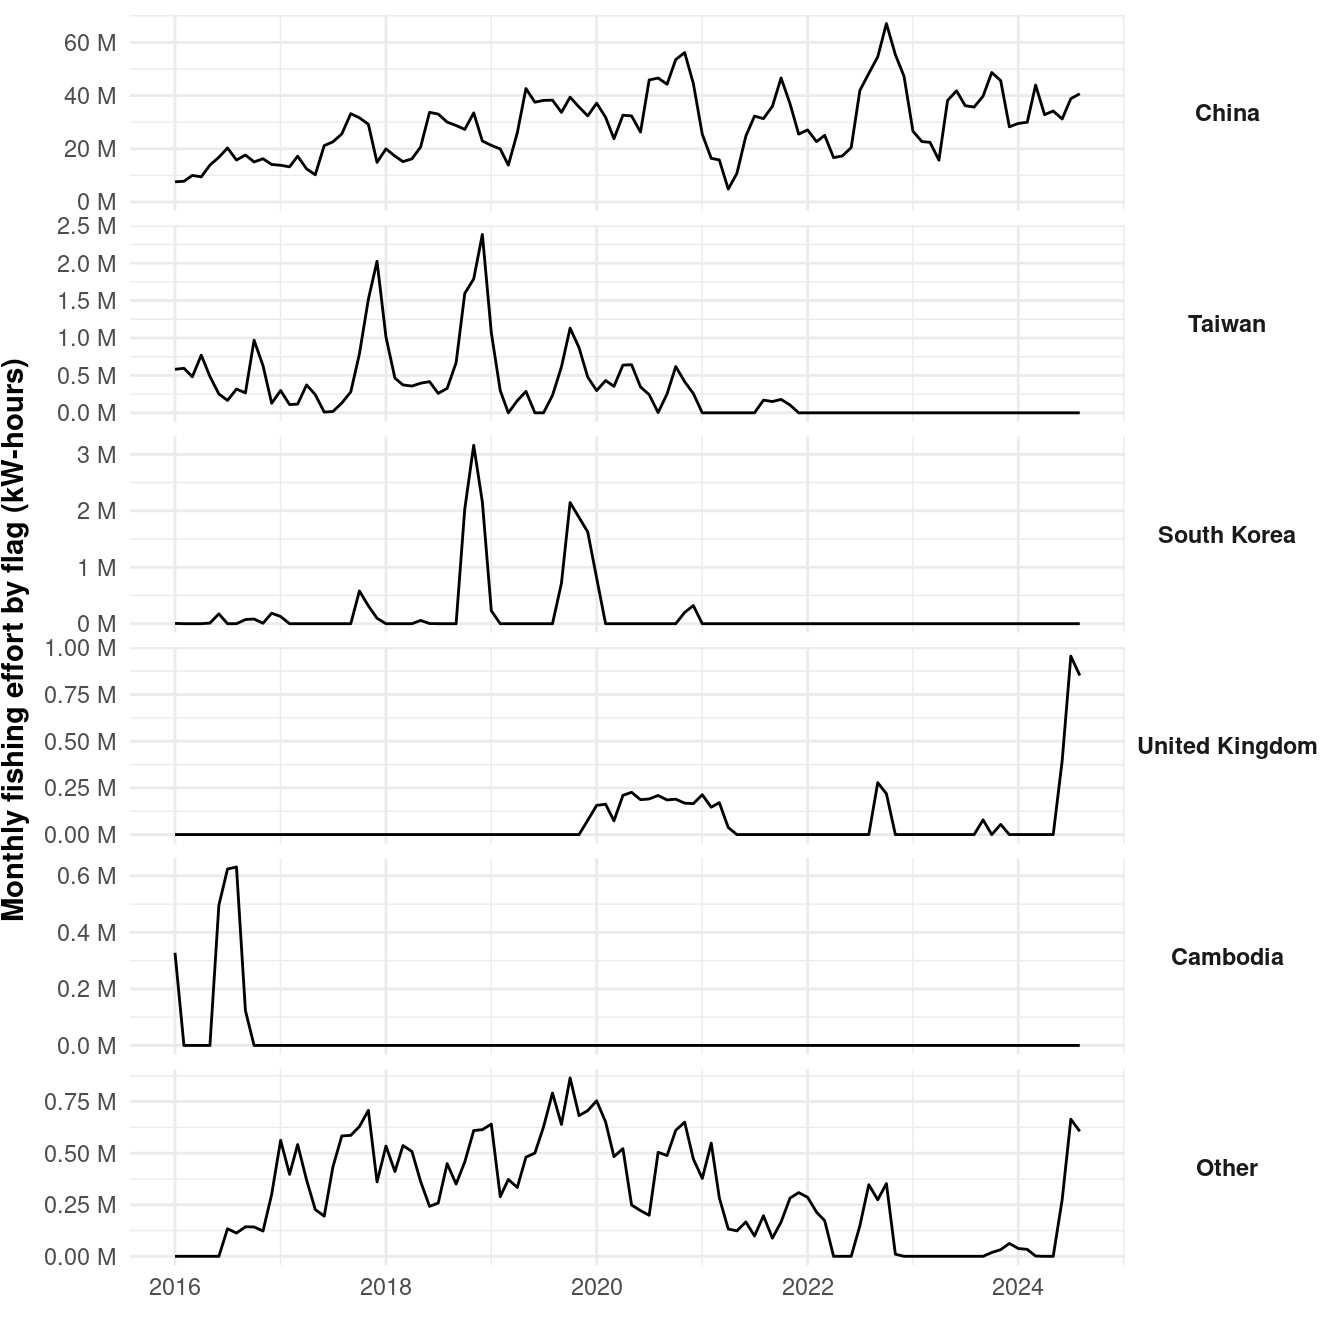 Monthly fishing effort by flag (kW-hours)
60 M
40 M
20 M
0 M
China
2.5 M
2.0 M
1.5 M
1.0 M
0.5 M
0.0 M
Taiwan
3 M
2 M
1 M
0 M
South Korea
1.00 M
0.75 M
0.50 M
0.25 M
0.00 M
United Kingdom
0.6 M
0.4 M
0.2 M
0.0 M
Cambodia
0.75 M
0.50 M
0.25 M
0.00 M
Other
2016 2018 2020 2022 2024